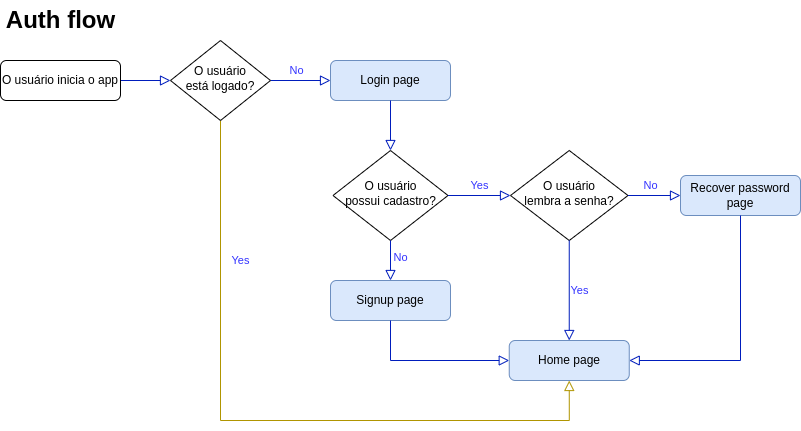 Auth flow
O usuário inicia o app
O usuário
está logado?
No
Login page
O usuário
possui cadastro?
Yes
O usuário
lembra a senha?
No
Recover password
page
Yes
No
Signup page
Yes
Home page